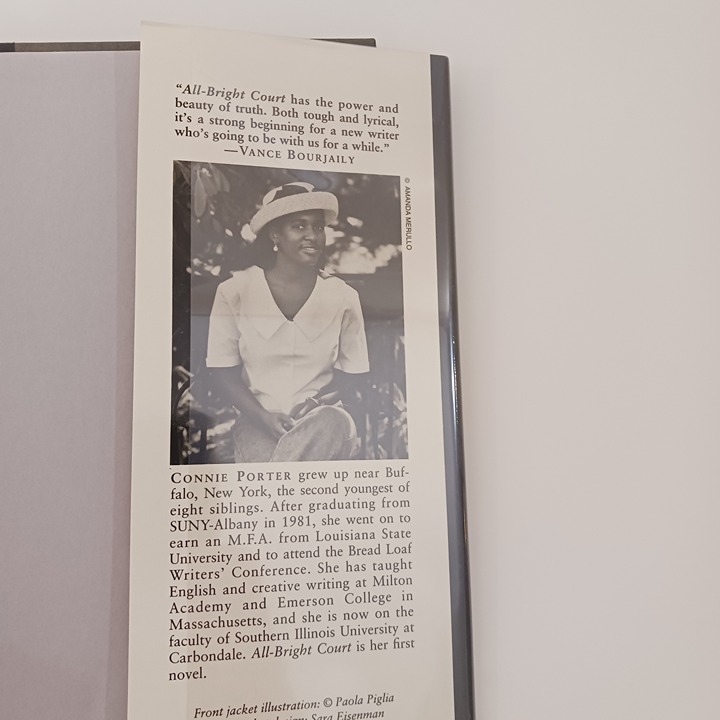 “All-Bright Court has the power and
beauty of truth. Both tough and lyrical,
it’s a strong beginning for a new writer
who’s going to be with us for a while.”
—VANCE BOURJAILY
© AMANDA MERULLO
CONNIE PORTER grew up near Buf-
falo, New York, the second youngest of
eight siblings. After graduating from
SUNY-Albany in 1981, she went on to
earn an M.F.A. from Louisiana State
University and to attend the Bread Loaf
Writers’ Conference. She has taught
English and creative writing at Milton
Academy and Emerson College in
Massachusetts, and she is now on the
faculty of Southern Illinois University at
Carbondale. All-Bright Court is her first
novel.
Front jacket illustration: © Paola Piglia
design: Sara Eisenman